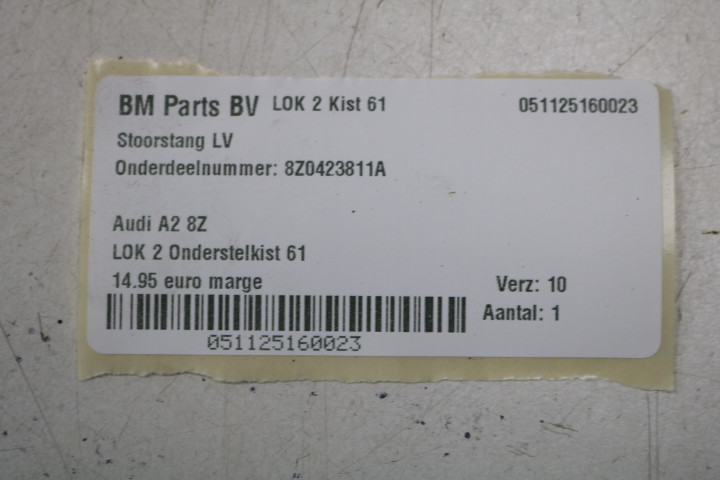 BM Parts BV LOK 2 Kist 61 051125160023
Stoorstang LV
Onderdeelnummer: 8Z0423811A
Audi A2 8Z
LOK 2 Onderstelkist 61
14.95 euro marge Verz: 10
Aantal: 1
051125160023